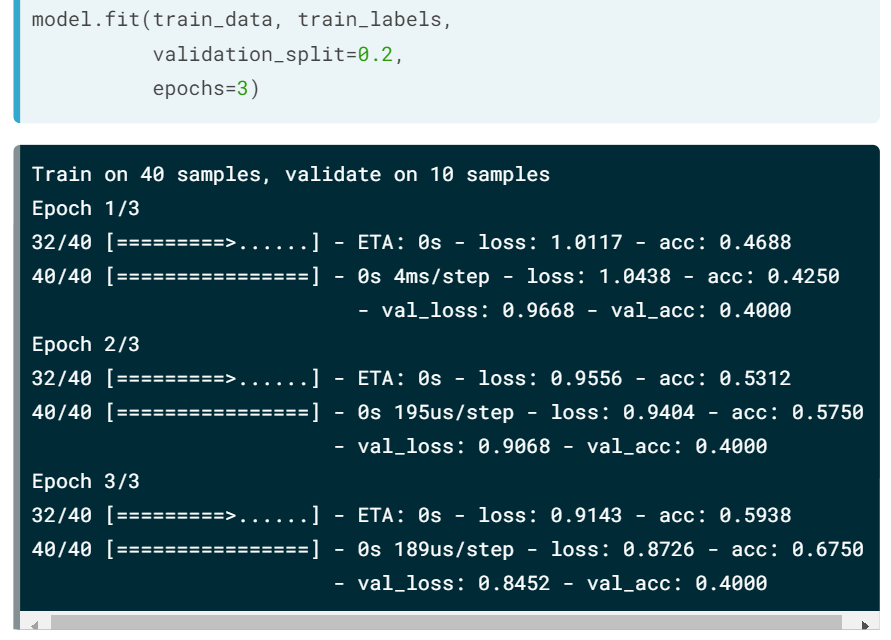 model.fit(train_data, train_labels,
          validation_split=0.2,
          epochs=3)
Train on 40 samples, validate on 10 samples
Epoch 1/3
32/40 [=========>......] - ETA: 0s - loss: 1.0117 - acc: 0.4688
40/40 [================] - 0s 4ms/step - loss: 1.0438 - acc: 0.4250
                           - val_loss: 0.9668 - val_acc: 0.4000
Epoch 2/3
32/40 [=========>......] - ETA: 0s - loss: 0.9556 - acc: 0.5312
40/40 [================] - 0s 195us/step - loss: 0.9404 - acc: 0.5750
                         - val_loss: 0.9068 - val_acc: 0.4000
Epoch 3/3
32/40 [=========>......] - ETA: 0s - loss: 0.9143 - acc: 0.5938
40/40 [================] - 0s 189us/step - loss: 0.8726 - acc: 0.6750
                         - val_loss: 0.8452 - val_acc: 0.4000